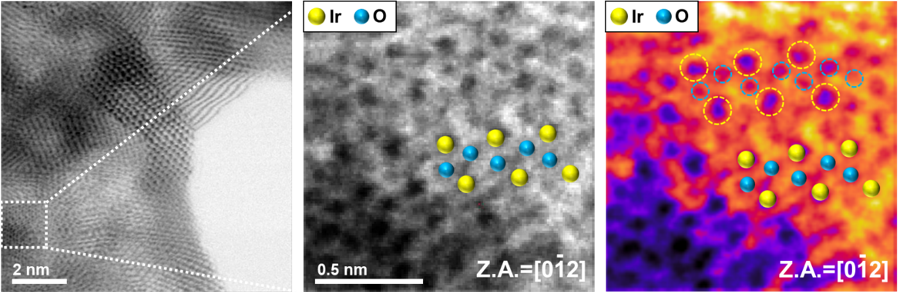 2 nm
Ir O
0.5 nm
Z.A.=[01̅2]
Ir O
Z.A.=[01̅2]